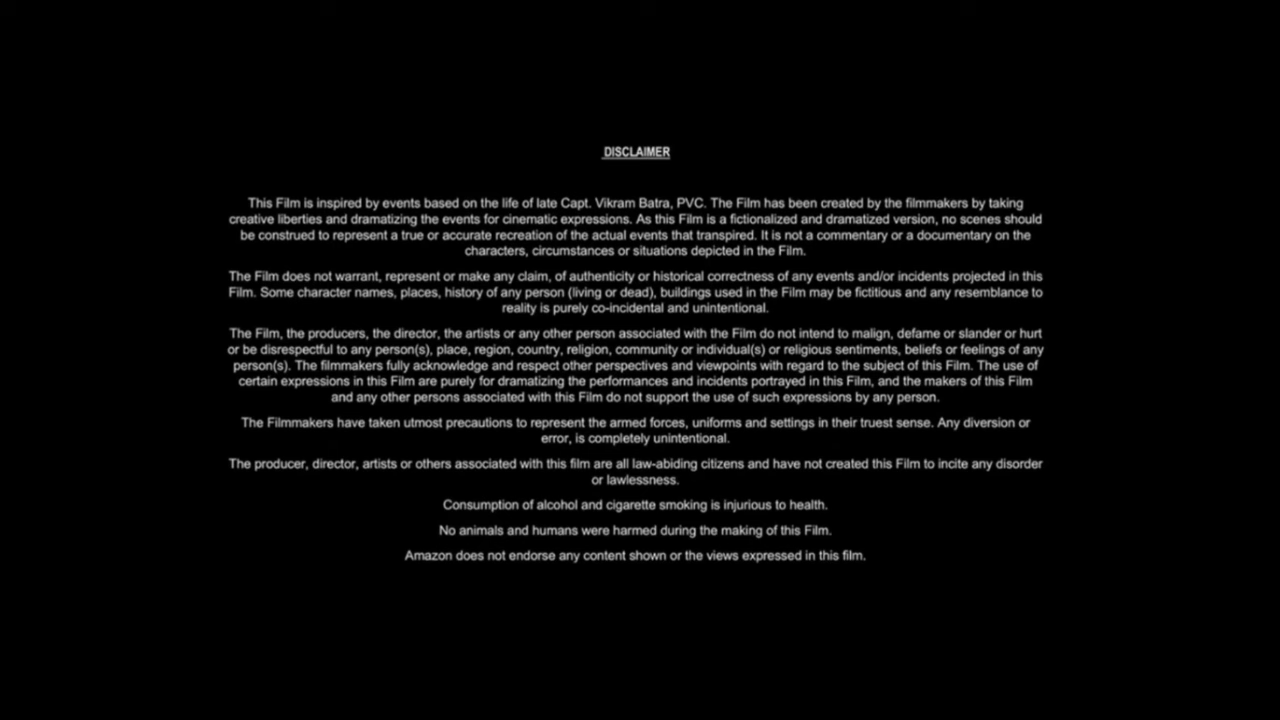 DISCLAIMER
This Film is inspired by events based on the life of late Capt. Vikram Batra, PVC. The Film has been created by the filmmakers by taking
creative liberties and dramatizing the events for cinematic expressions. As this Film is a fictionalized and dramatized version, no scenes should
be construed to represent a true or accurate recreation of the actual events that transpired. It is not a commentary or a documentary on the
characters, circumstances or situations depicted in the Film.
The Film does not warrant, represent or make any claim, of authenticity or historical correctness of any events and/or incidents projected in this
Film. Some character names, places, history of any person (living or dead), buildings used in the Film may be fictitious and any resemblance to
reality is purely co-incidental and unintentional.
The Film, the producers, the director, the artists or any other person associated with the Film do not intend to malign, defame or slander or hurt
or be disrespectful to any person(s), place, region, country, religion, community or individual(s) or religious sentiments, beliefs or feelings of any
person(s). The filmmakers fully acknowledge and respect other perspectives and viewpoints with regard to the subject of this Film. The use of
certain expressions in this Film are purely for dramatizing the performances and incidents portrayed in this Film, and the makers of this Film
and any other persons associated with this Film do not support the use of such expressions by any person.
The Filmmakers have taken utmost precautions to represent the armed forces, uniforms and settings in their truest sense. Any diversion or
error, is completely unintentional.
The producer, director, artists or others associated with this film are all law-abiding citizens and have not created this Film to incite any disorder
or lawlessness.
Consumption of alcohol and cigarette smoking is injurious to health.
No animals and humans were harmed during the making of this Film.
Amazon does not endorse any content shown or the views expressed in this film.